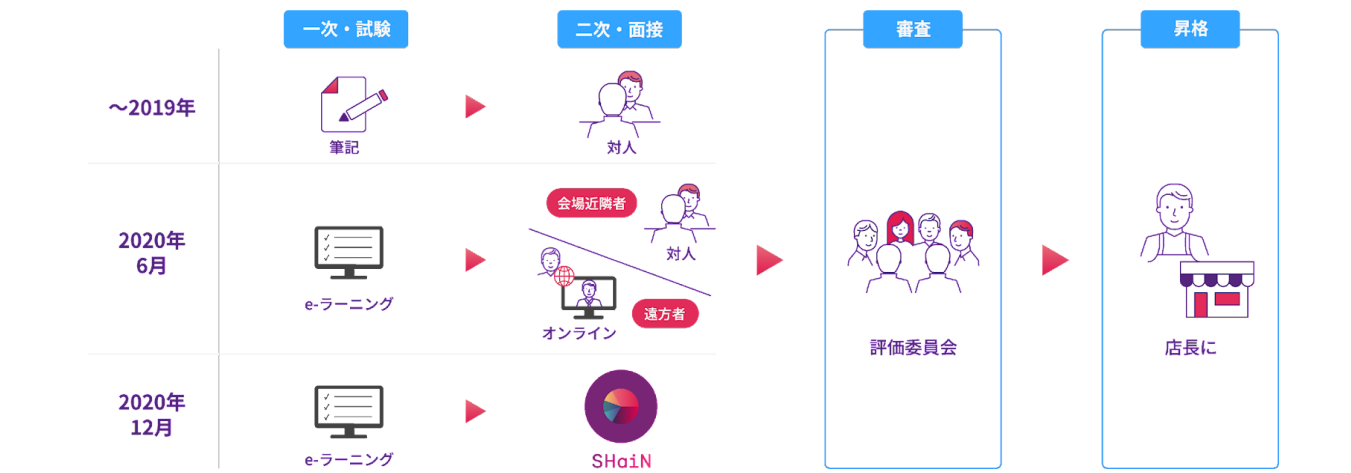 一次・試験
二次・面接
審査
昇格
～2019年
筆記
対人
2020年
6月
e-ラーニング
会場近隣者
対人
オンライン
遠方者
評価委員会
店長に
2020年
12月
e-ラーニング
SHaiN